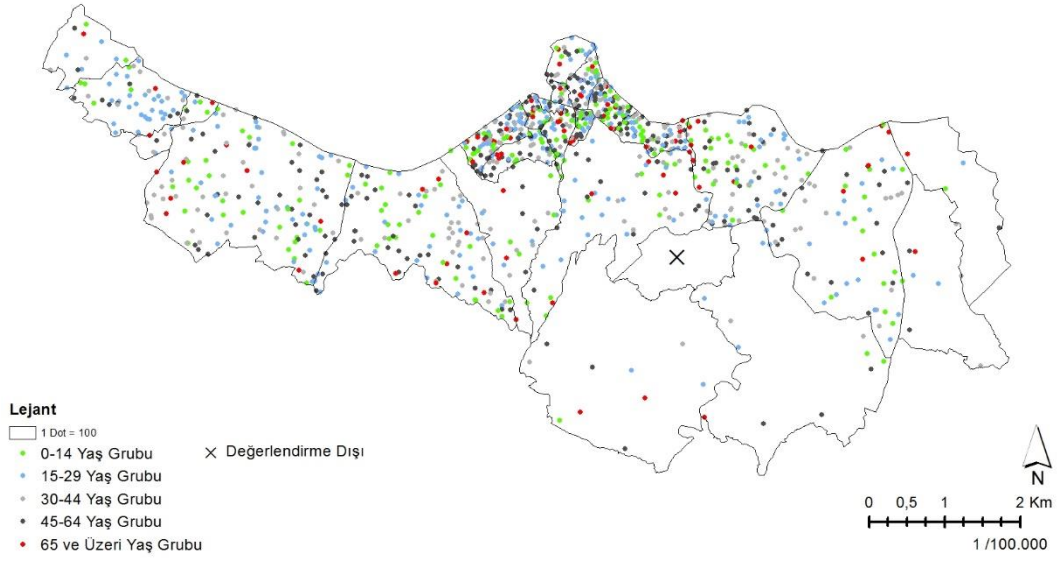 Lejant
1 Dot = 100
0-14 Yaş Grubu
15-29 Yaş Grubu
30-44 Yaş Grubu
45-64 Yaş Grubu
65 ve Üzeri Yaş Grubu
Değerlendirme Dışı
N
0 0,5 1 2 Km
1 /100.000